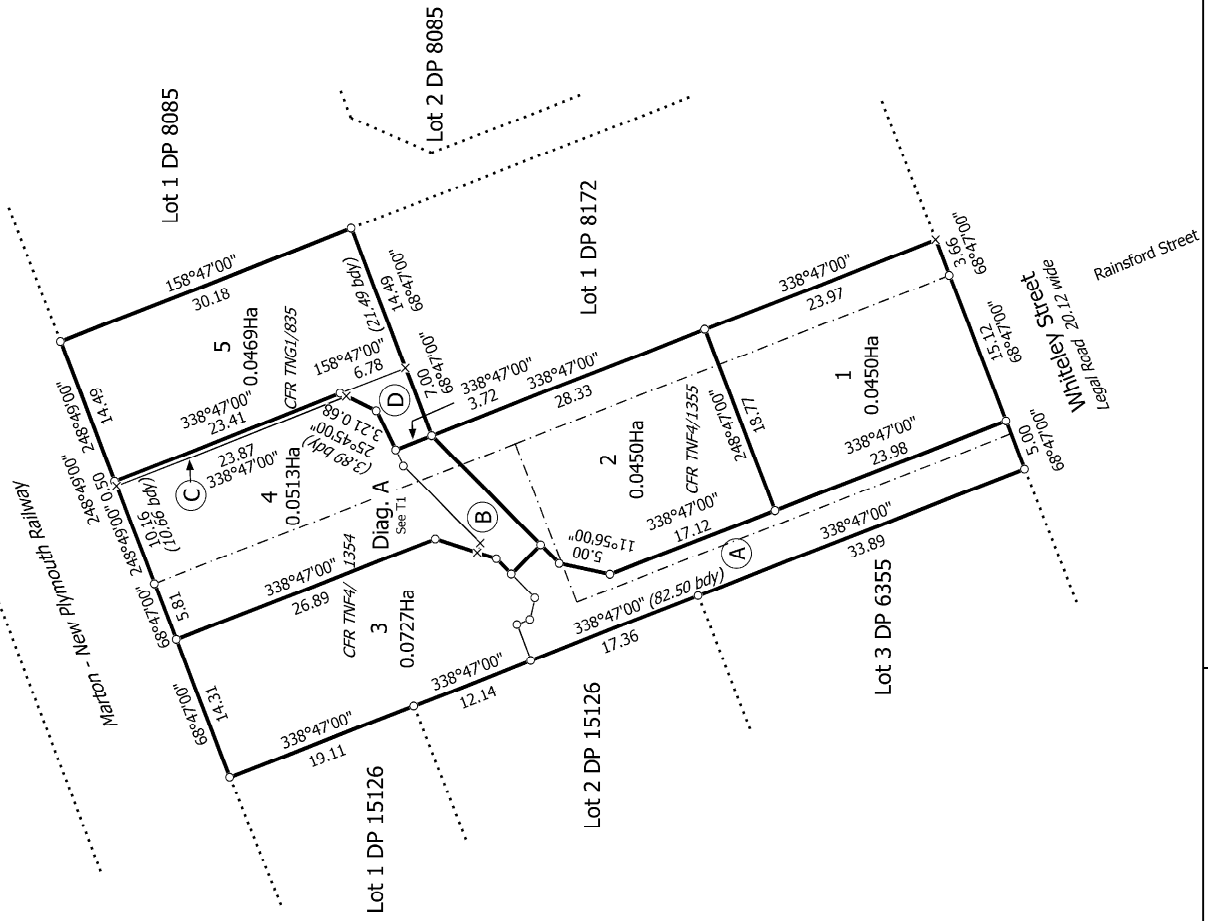 Marton - New Plymouth Railway
Lot 1 DP 8085
Lot 2 DP 8085
158°47'00"
30.18
248°49'00"
14.49
5
0.0469Ha
CFR TNG1/835
338°47'00"
23.41
158°47'00"
6.78
(21.49 bdy)
14.49
68°47'00"
7.00
68°47'00"
248°49'00"
0.50
248°49'00"
10.16
(10.66 bdy)
C
23.87
338°47'00"
4
0.0513Ha
0.68
3.21
25°45'00"
(3.89 bdy)
D
338°47'00"
3.72
Diag. A
See T1
68°47'00"
5.81
338°47'00"
26.89
CFR TNF4/ 1354
3
0.0727Ha
68°47'00"
14.31
338°47'00"
19.11
338°47'00"
12.14
B
Lot 1 DP 8172
338°47'00"
28.33
2
0.0450Ha
CFR TNF4/1355
5.00
11°56'00"
338°47'00"
17.12
248°47'00"
18.77
338°47'00"
23.97
1
0.0450Ha
338°47'00"
23.98
A
338°47'00" (82.50 bdy)
17.36
338°47'00"
33.89
3.66
68°47'00"
15.12
68°47'00"
5.00
68°47'00"
Whiteley Street
Legal Road 20.12 wide
Rainsford Street
Lot 1 DP 15126
Lot 2 DP 15126
Lot 3 DP 6355